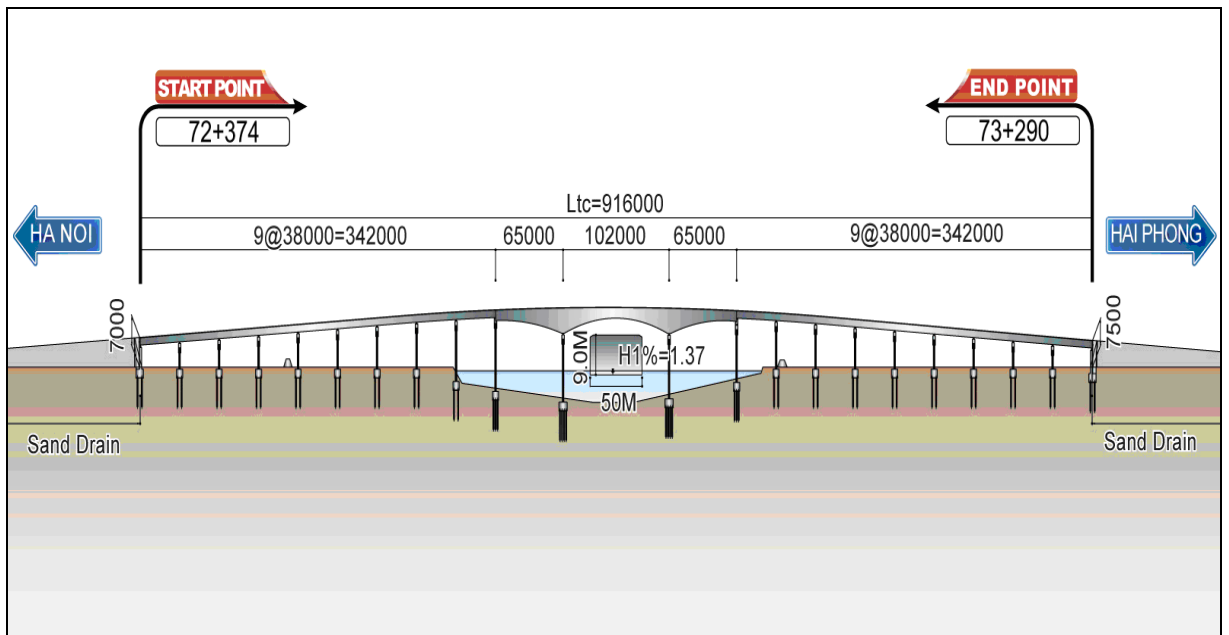 START POINT
END POINT
72+374
73+290
Ltc=916000
HA NOI
9@38000=342000
65000
102000
65000
9@38000=342000
HAI PHONG
7000
7500
9.0M
H1%=1.37
50M
Sand Drain
Sand Drain